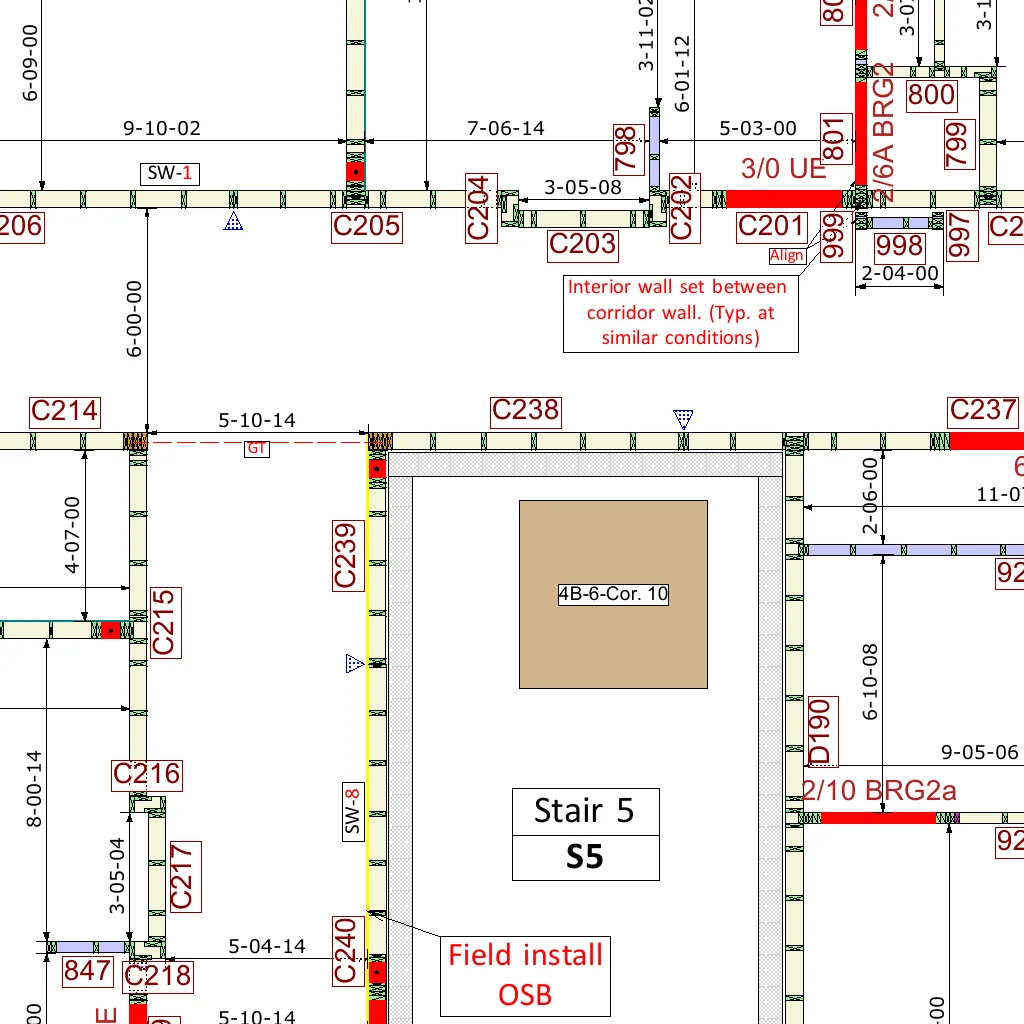 6-09-00
3-11-02
6-01-12
2/6A BRG2
800
9-10-02
7-06-14
798
5-03-00
801
799
SW-1
3/0 UE
C204
3-05-08
C202
206
C205
C203
C201
999
998
997
Align
2-04-00
Interior wall set between
corridor wall. (Typ. at
similar conditions)
6-00-00
C214
5-10-14
C238
C237
GT
4-07-00
2-06-00
C239
4B-6-Cor. 10
C215
6-10-08
D190
9-05-06
C216
8-00-14
SW-8
2/10 BRG2a
Stair 5
S5
3-05-04
C217
5-04-14
C240
Field install
OSB
847
C218
5-10-14